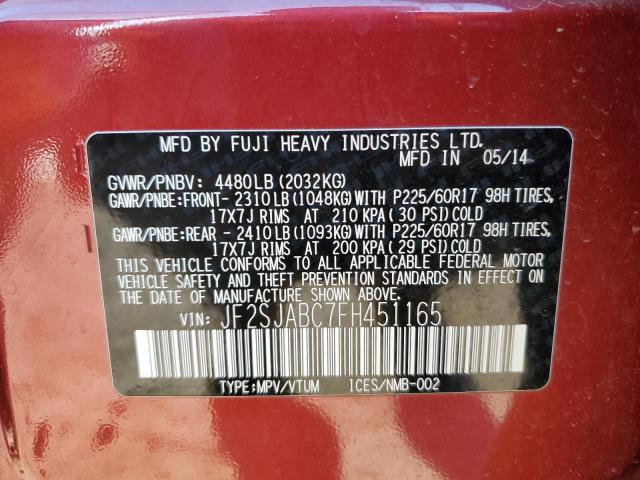 MFD BY FUJI HEAVY INDUSTRIES LTD.
MFD IN 05/14
GVWR/PNBV: 4480LB (2032KG)
GAWR/PNBE:FRONT- 2310LB (1048KG) WITH P225/60R17 98H TIRES,
17X7J RIMS AT 210 KPA (30 PSI) COLD
GAWR/PNBE:REAR - 2410LB (1093KG) WITH P225/60R17 98H TIRES,
17X7J RIMS AT 200 KPA (29 PSI) COLD
THIS VEHICLE CONFORMS TO ALL APPLICABLE FEDERAL MOTOR
VEHICLE SAFETY AND THEFT PREVENTION STANDARDS IN EFFECT
ON THE DATE OF MANUFACTURE SHOWN ABOVE.
VIN: JF2SJABC7FH451165
TYPE:MPV/VTUM ICES/NMB-002